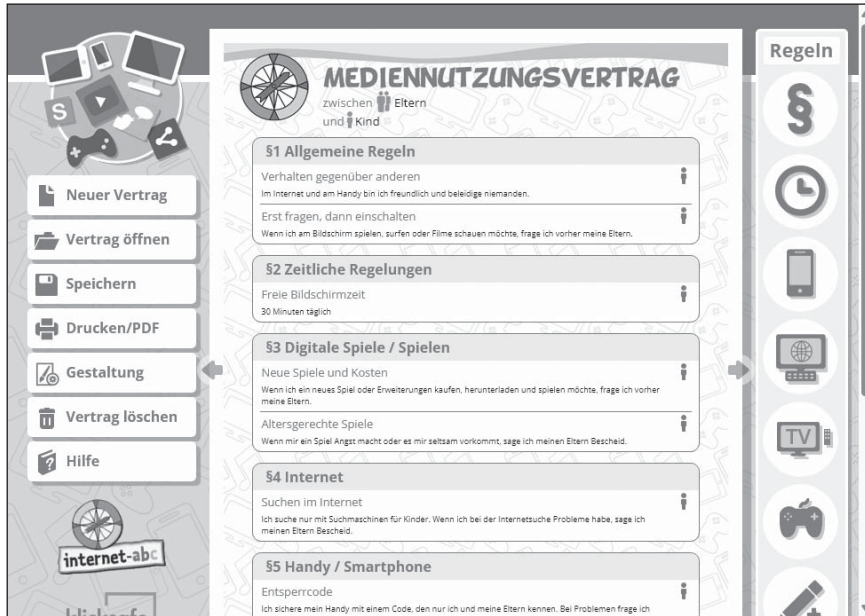 Neuer Vertrag
Vertrag öffnen
Speichern
Drucken/PDF
Gestaltung
Vertrag löschen
Hilfe
internet-abc
S
MEDIENNUTZUNGSVERTRAG
zwischen Eltern
und Kind
§1 Allgemeine Regeln
Verhalten gegenüber anderen
Im Internet und am Handy bin ich freundlich und beleidige niemanden.
Erst fragen, dann einschalten
Wenn ich am Bildschirm spielen, surfen oder Filme schauen möchte, frage ich vorher meine Eltern.
§2 Zeitliche Regelungen
Freie Bildschirmzeit
30 Minuten täglich
§3 Digitale Spiele / Spielen
Neue Spiele und Kosten
Wenn ich ein neues Spiel oder Erweiterungen kaufen, herunterladen und spielen möchte, frage ich vorher
meine Eltern.
Altersgerechte Spiele
Wenn mir ein Spiel Angst macht oder es mir seltsam vorkommt, sage ich meinen Eltern Bescheid.
§4 Internet
Suchen im Internet
Ich suche nur mit Suchmaschinen für Kinder. Wenn ich bei der Internetsuche Probleme habe, sage ich
meinen Eltern Bescheid.
§5 Handy / Smartphone
Entsperrcode
Ich sichere mein Handy mit einem Code, den nur ich und meine Eltern kennen. Bei Problemen frage ich
Regeln
§
TV